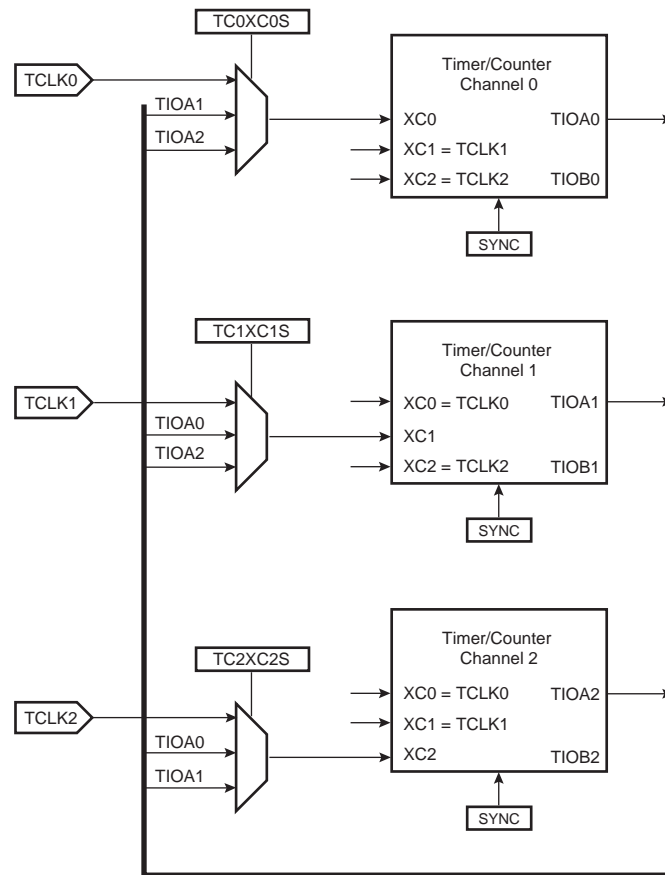 TC0XC0S
TCLK0
TIOA1
TIOA2
Timer/Counter
Channel 0
XC0
TIOA0
XC1 = TCLK1
XC2 = TCLK2
TIOB0
SYNC
TC1XC1S
TCLK1
TIOA0
TIOA2
Timer/Counter
Channel 1
XC0 = TCLK0
TIOA1
XC1
XC2 = TCLK2
TIOB1
SYNC
TC2XC2S
TCLK2
TIOA0
TIOA1
Timer/Counter
Channel 2
XC0 = TCLK0
TIOA2
XC1 = TCLK1
XC2
TIOB2
SYNC